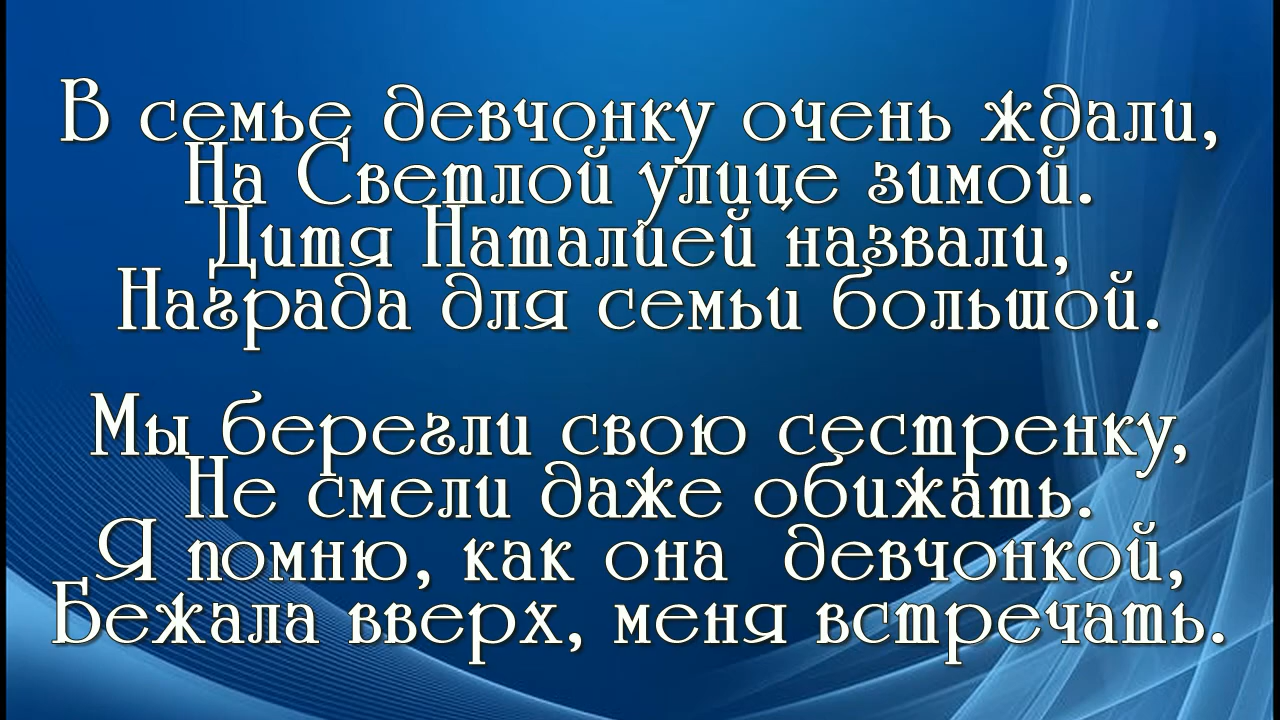 В семье девчонку очень ждали,
На Светлой улице зимой.
Дитя Наталией назвали,
Награда для семьи большой.
Мы берегли свою сестренку,
Не смели даже обижать.
Я помню, как она девчонкой,
Бежала вверх, меня встречать.